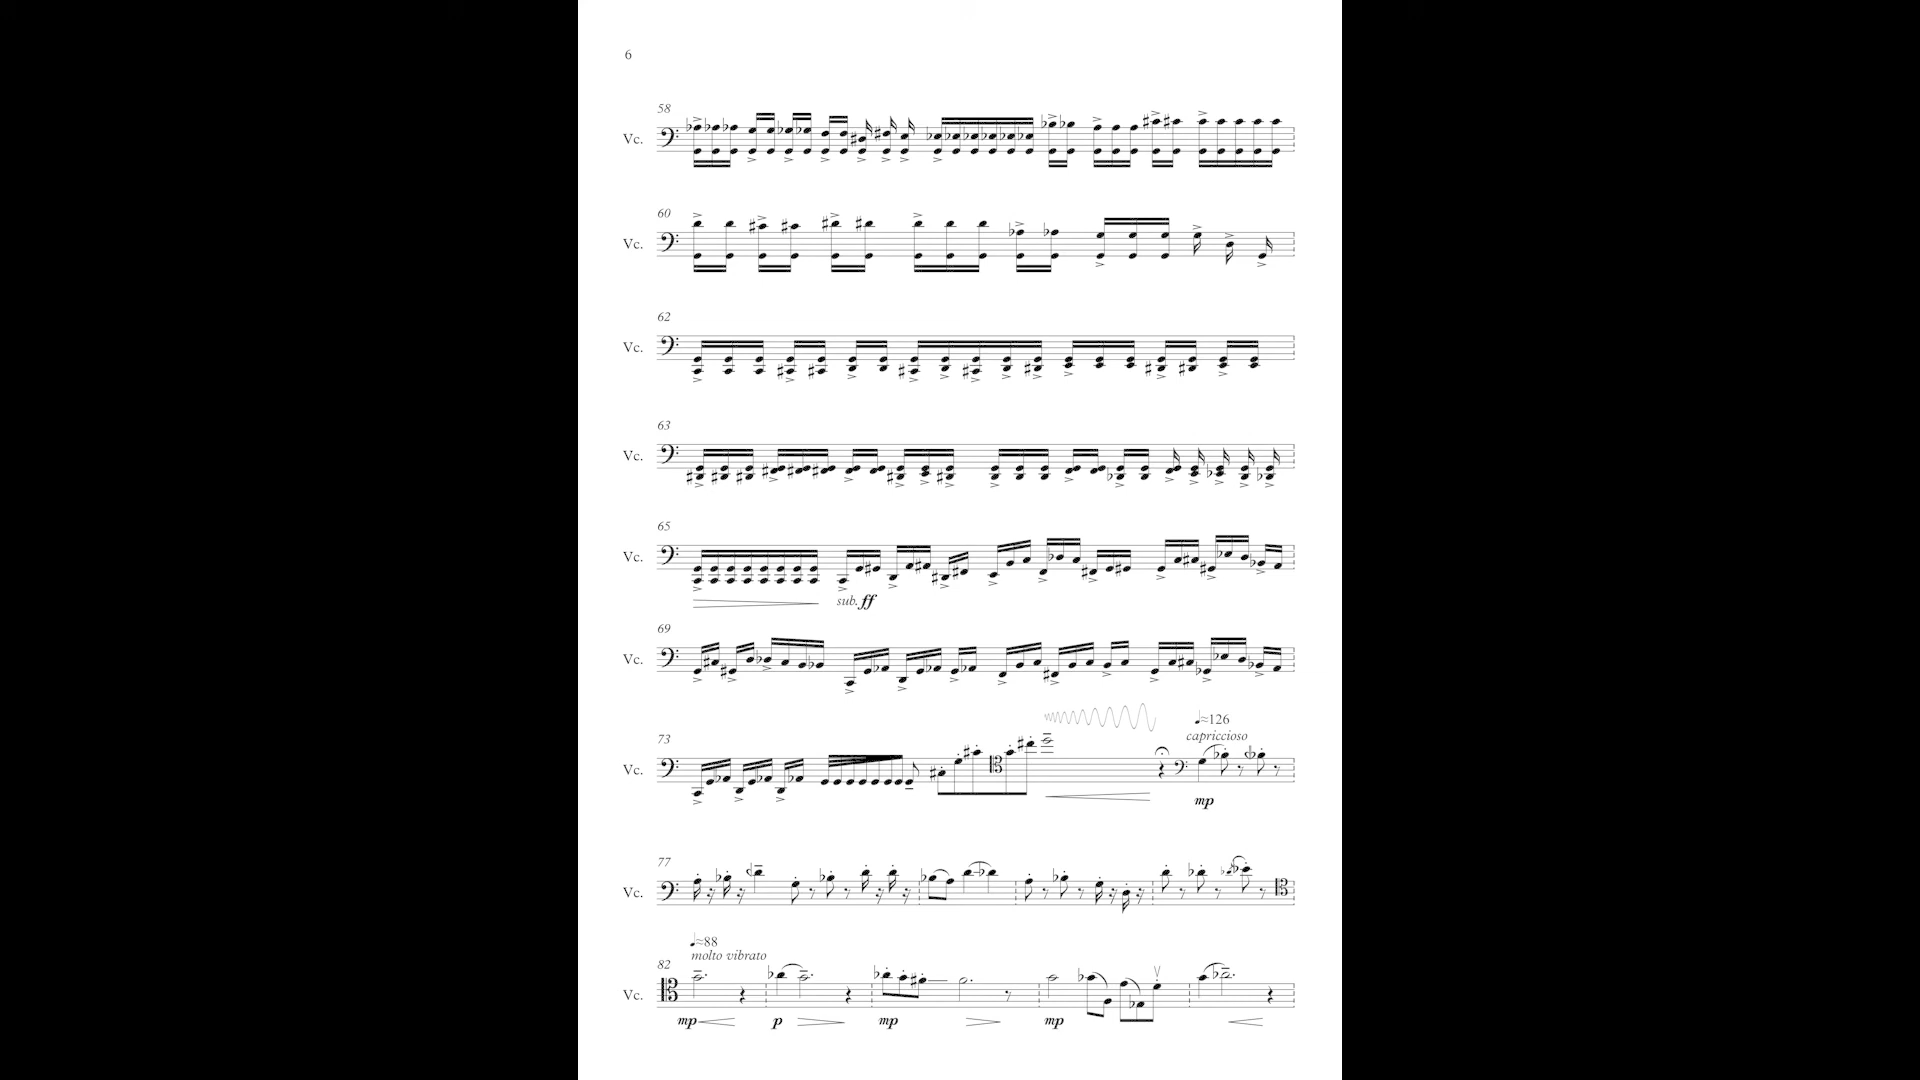 6
58
Vc.
60
Vc.
62
Vc.
63
Vc.
65
Vc.
sub. ff
69
Vc.
73
≈126
capriccioso
Vc.
mp
77
Vc.
≈88
molto vibrato
82
Vc.
mp p mp mp